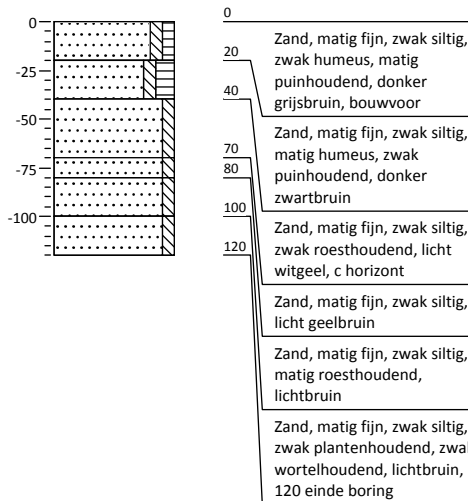 -0
-25
-50
-75
-100
0
Zand, matig fijn, zwak siltig,
zwak humeus, matig
puinhoudend, donker
grijsbruin, bouwvoor
20
Zand, matig fijn, zwak siltig,
matig humeus, zwak
puinhoudend, donker
zwartbruin
40
Zand, matig fijn, zwak siltig,
zwak roesthoudend, licht
witgeel, c horizont
70
Zand, matig fijn, zwak siltig,
licht geelbruin
80
Zand, matig fijn, zwak siltig,
matig roesthoudend,
lichtbruin
100
Zand, matig fijn, zwak siltig,
zwak plantenhoudend, zwak
wortelhoudend, lichtbruin,
120 einde boring
120